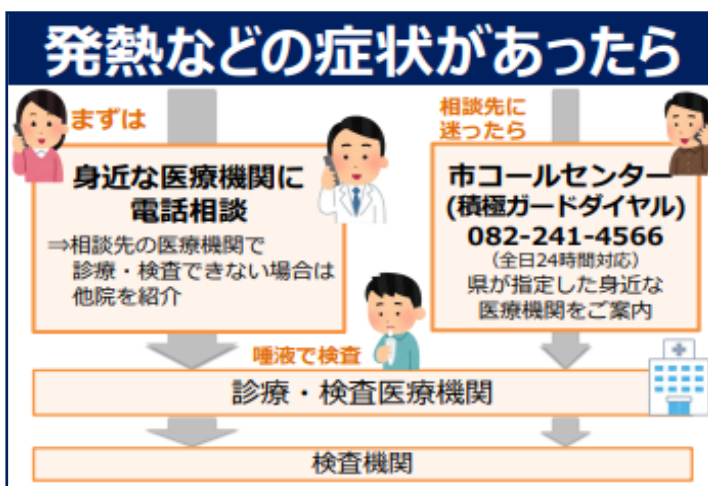 発熱などの症状があったら
まずは
身近な医療機関に
電話相談
⇒相談先の医療機関で
診療・検査できない場合は
他院を紹介
相談先に
迷ったら
市コールセンター
(積極ガードダイヤル)
082-241-4566
(全日24時間対応)
県が指定した身近な
医療機関をご案内
唾液で検査
診療・検査医療機関
検査機関